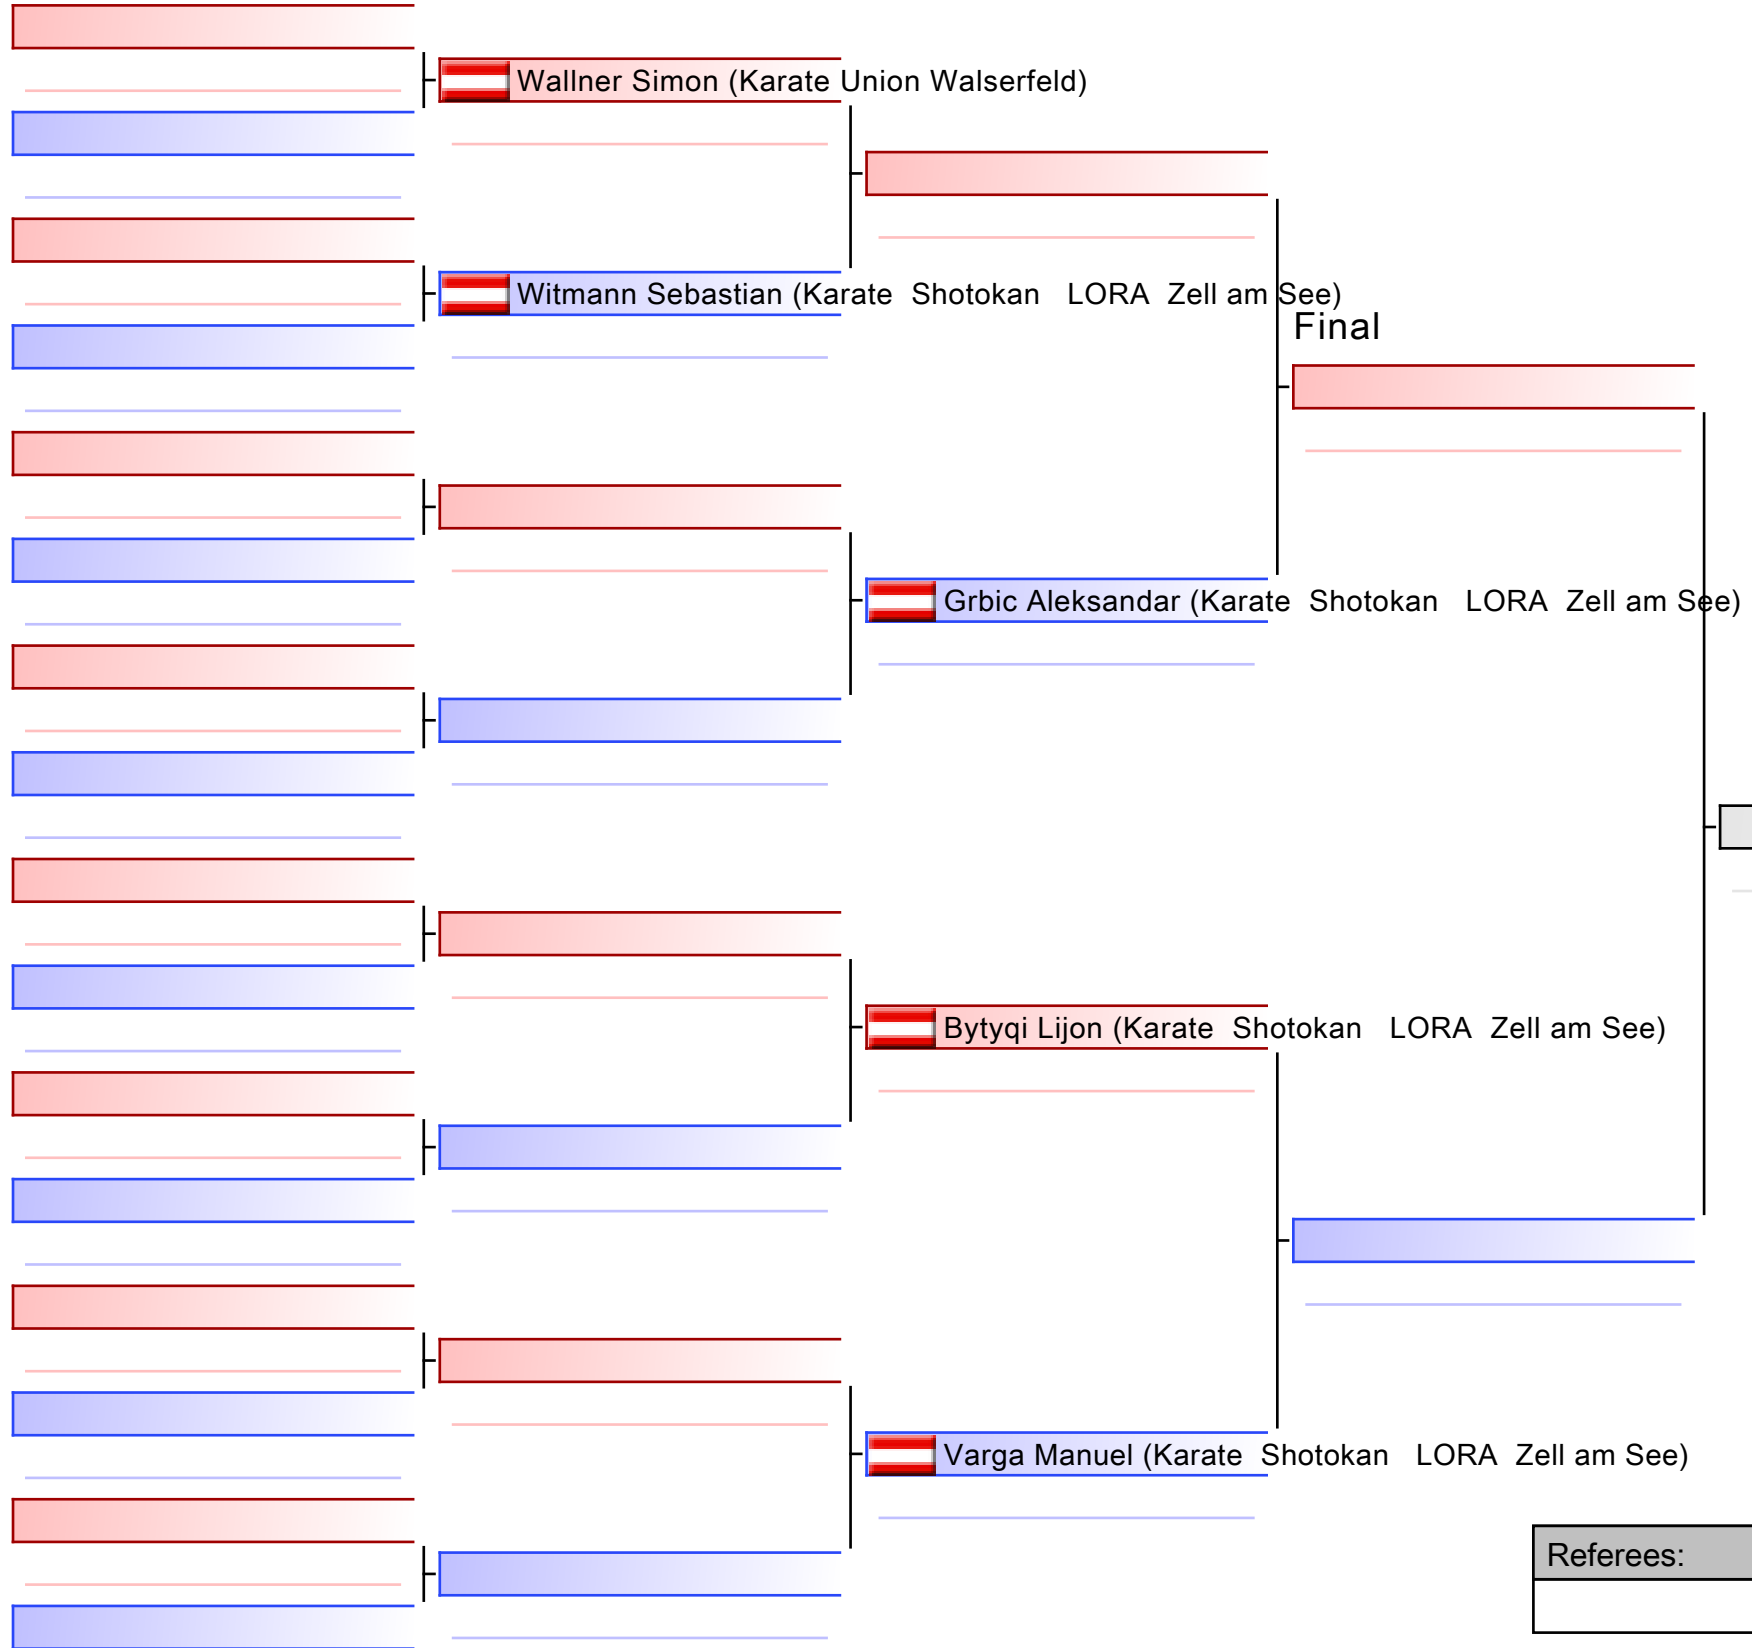 Wallner Simon (Karate Union Walserfeld)
Witmann Sebastian (Karate  Shotokan   LORA  Zell am See)
Final
Grbic Aleksandar (Karate  Shotokan   LORA  Zell am See)
Bytyqi Lijon (Karate  Shotokan   LORA  Zell am See)
Varga Manuel (Karate  Shotokan   LORA  Zell am See)
Referees: